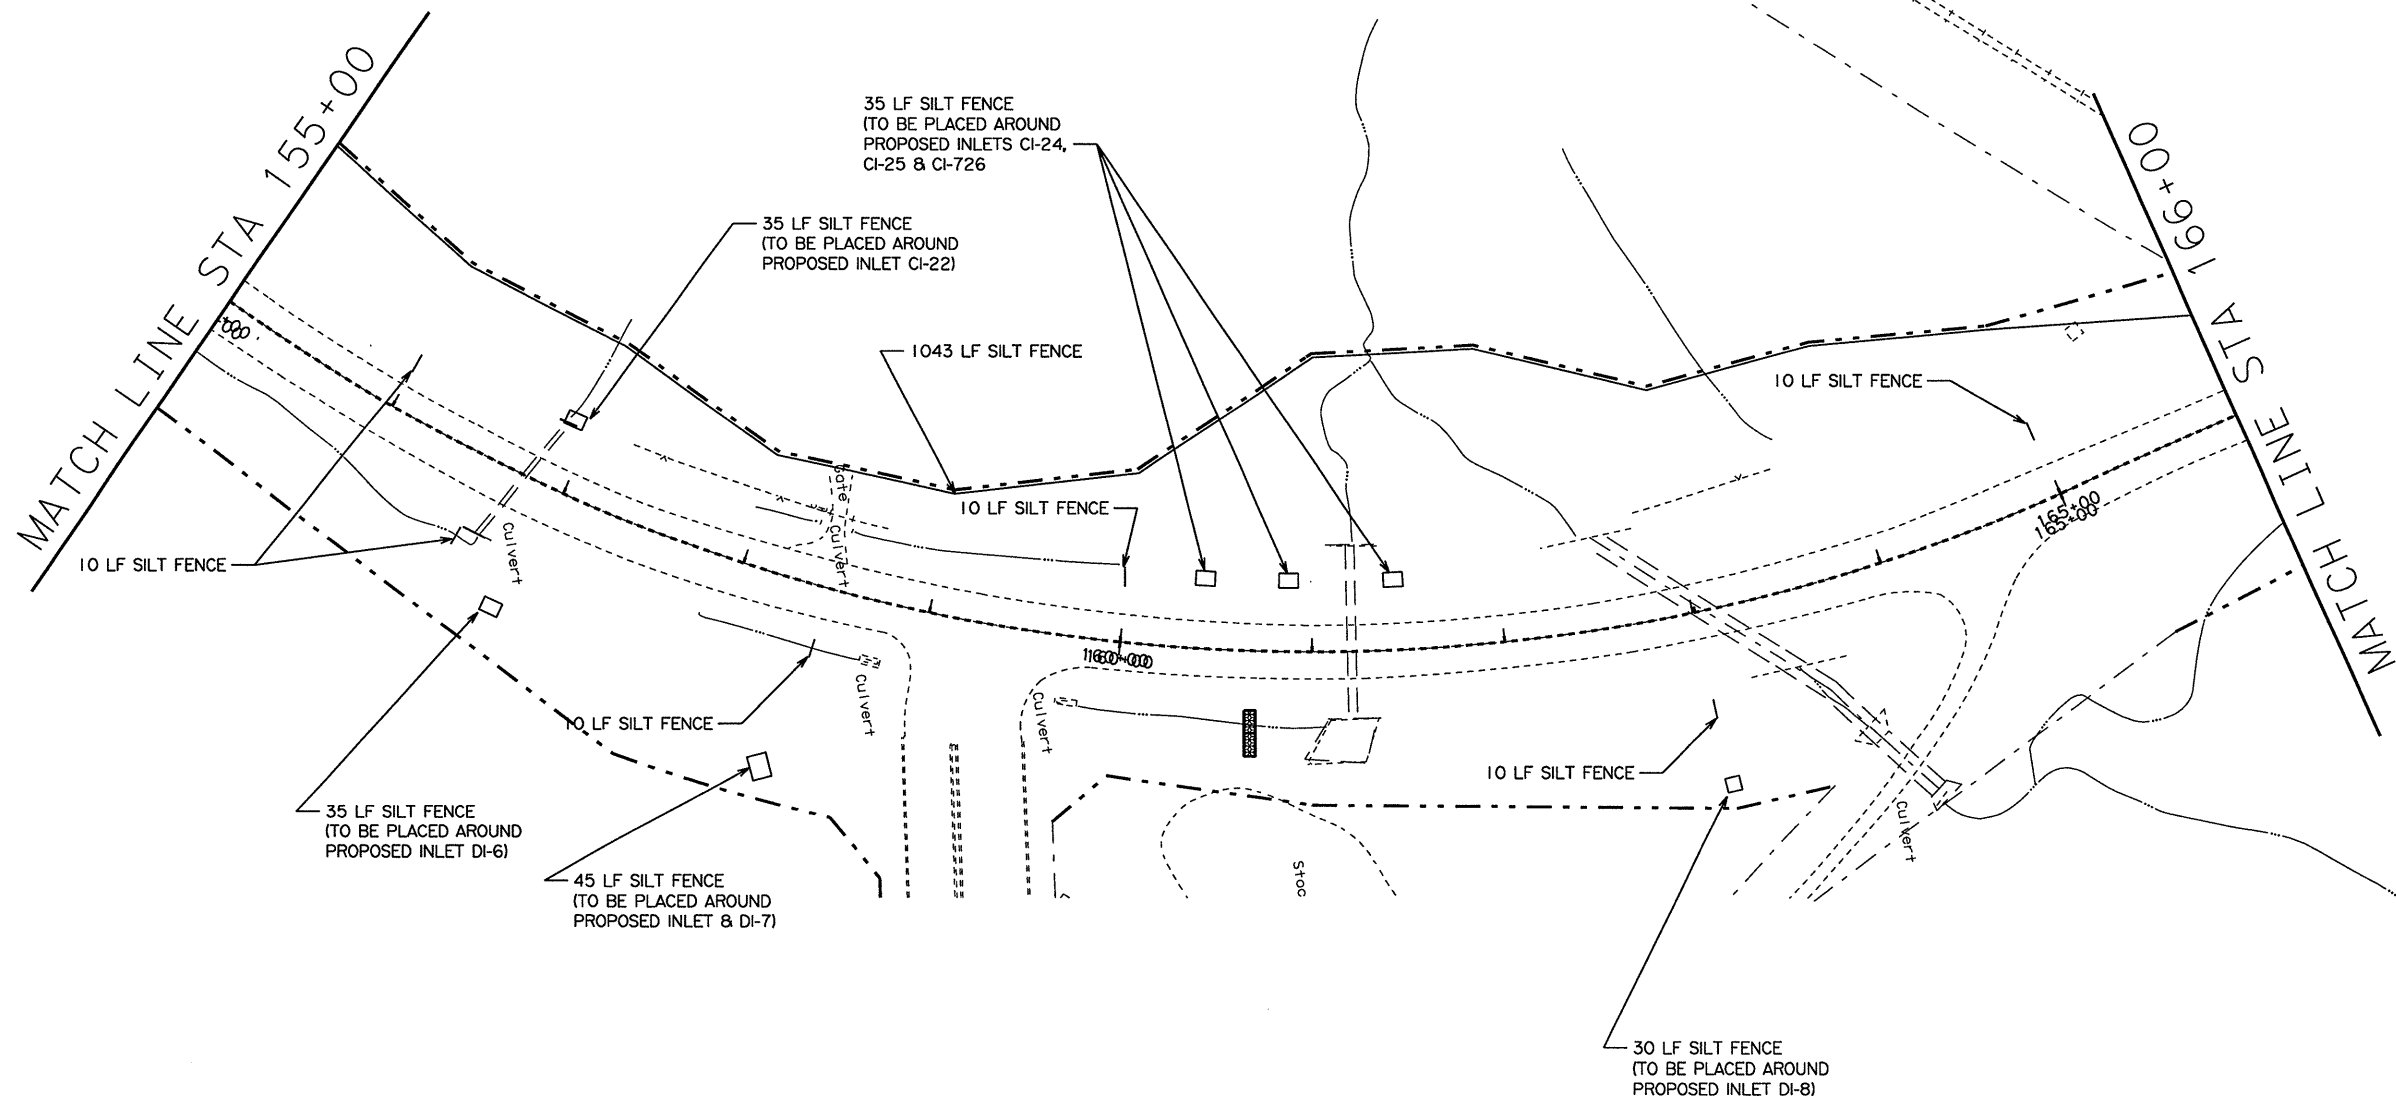 MATCH LINE STA 155+00
35 LF SILT FENCE
(TO BE PLACED AROUND
PROPOSED INLETS CI-24,
CI-25 & CI-726
35 LF SILT FENCE
(TO BE PLACED AROUND
PROPOSED INLET CI-22)
1043 LF SILT FENCE
10 LF SILT FENCE
MATCH LINE STA 166+00
10 LF SILT FENCE
Gate
Culvert
Culvert
165+00
165+00
10 LF SILT FENCE
160+00
10 LF SILT FENCE
Culvert
Culvert
10 LF SILT FENCE
35 LF SILT FENCE
(TO BE PLACED AROUND
PROPOSED INLET DI-6)
45 LF SILT FENCE
(TO BE PLACED AROUND
PROPOSED INLET & DI-7)
Stoc
Culvert
30 LF SILT FENCE
(TO BE PLACED AROUND
PROPOSED INLET DI-8)